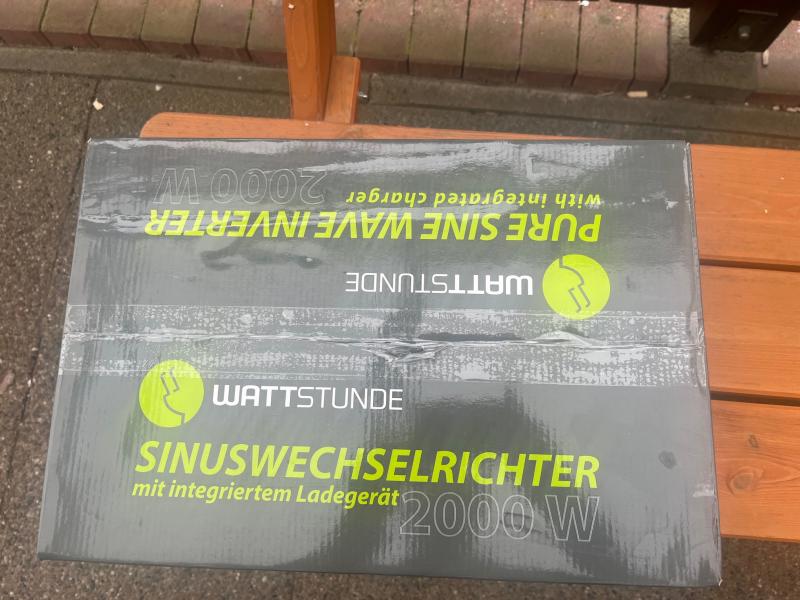 2000 W
with integrated charger
PURE SINE WAVE INVERTER
WATTSTUNDE
WATTSTUNDE
SINUSWECHSELRICHTER
mit integriertem Ladegerät
2000 W